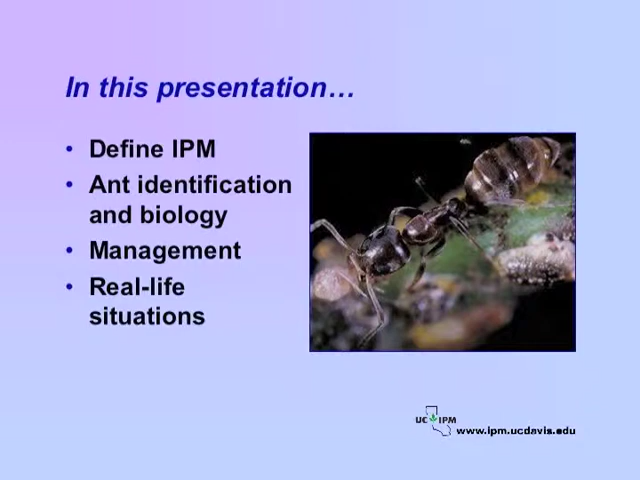 In this presentation…
• Define IPM
• Ant identification
and biology
• Management
• Real-life
situations
UC IPM
www.ipm.ucdavis.edu